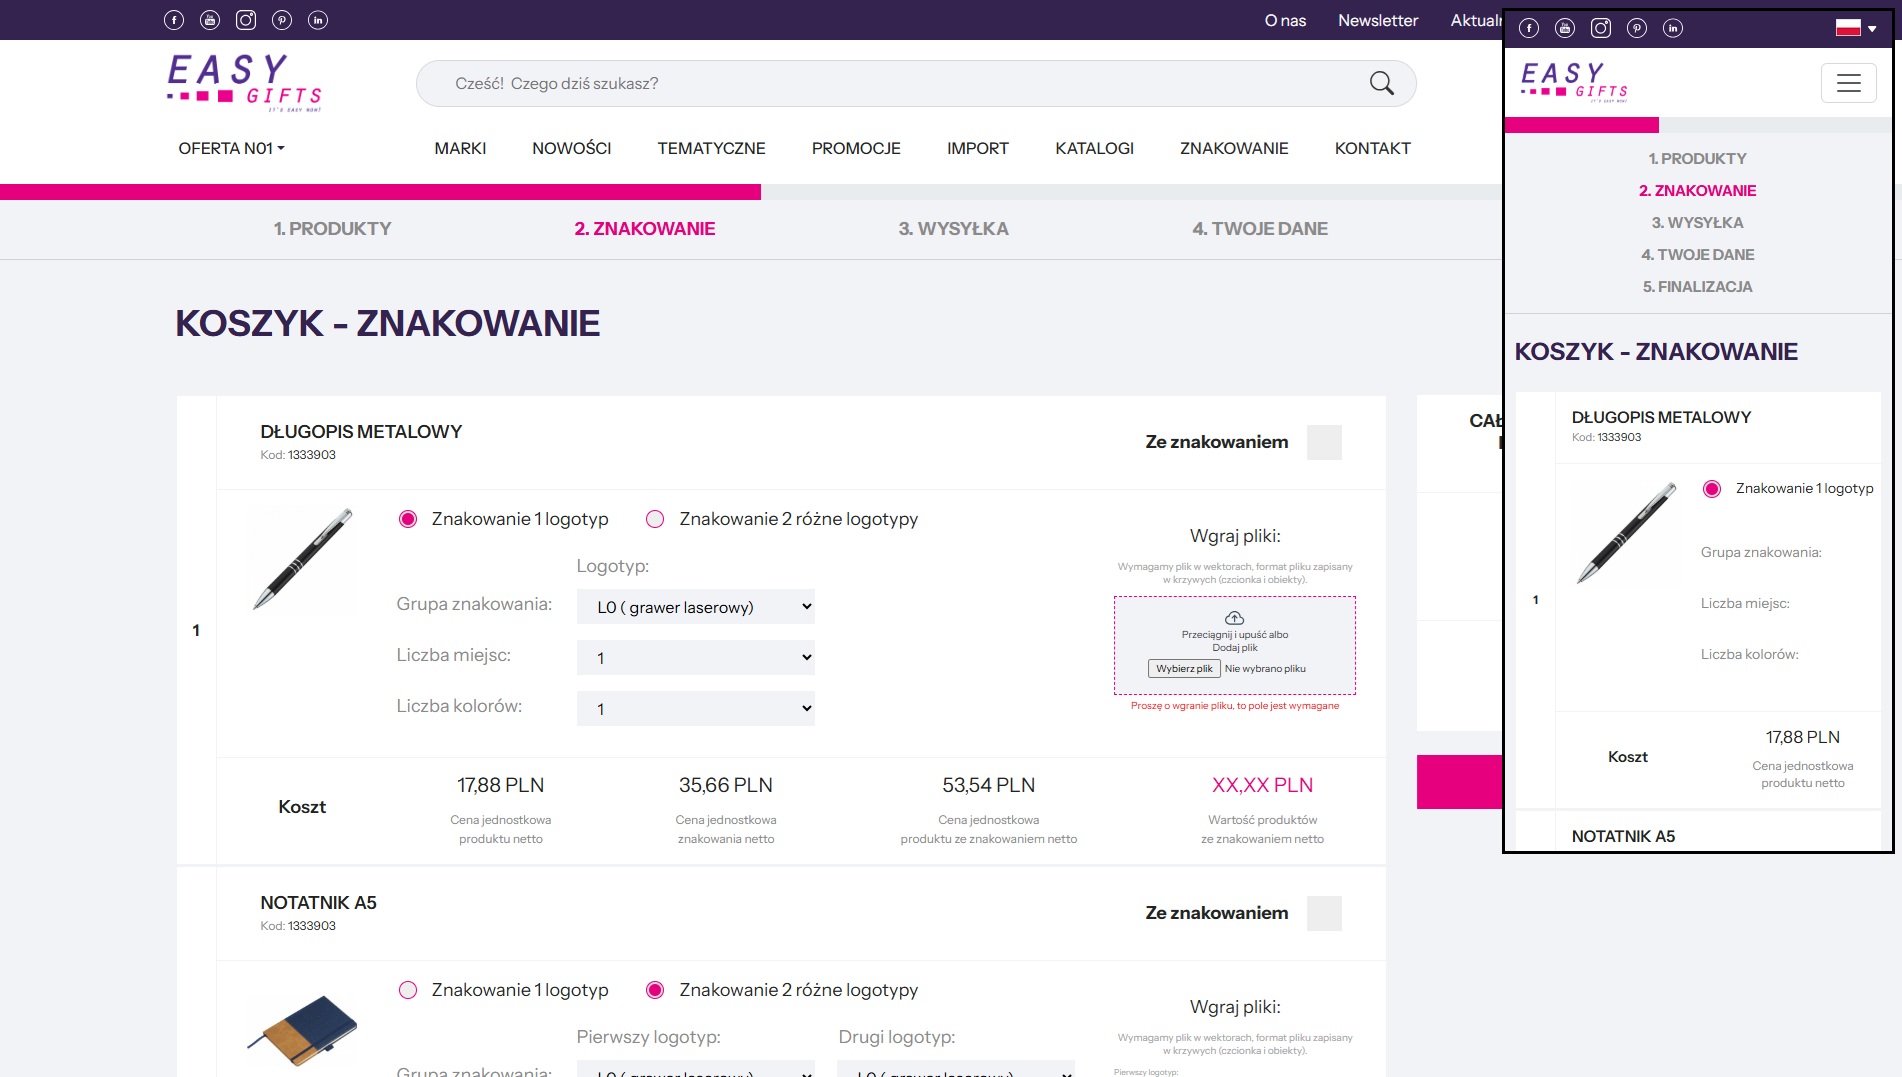 O nas Newsletter
EASY
GIFTS
IT'S EASY NOW!
Cześć! Czego dziś szukasz?
OFERTA N01 MARKI NOWOŚCI TEMATYCZNE PROMOCJE IMPORT KATALOGI ZNAKOWANIE KONTAKT
1. PRODUKTY 2. ZNAKOWANIE 3. WYSYŁKA 4. TWOJE DANE
KOSZYK - ZNAKOWANIE
1
DŁUGOPIS METALOWY
Kod: 1333903
Ze znakowaniem
Znakowanie 1 logotyp Znakowanie 2 różne logotypy
Logotyp:
Grupa znakowania: L0 ( grawer laserowy)
Liczba miejsc: 1
Liczba kolorów: 1
Wgraj pliki:
Wymagamy plik w wektorach, format pliku zapisany
w krzywych (czcionka i obiekty).
Przeciągnij i upuść albo
Dodaj plik
Wybierz plik Nie wybrano pliku
Proszę o wgranie pliku, to pole jest wymagane
Koszt
17,88 PLN
Cena jednostkowa
produktu netto
35,66 PLN
Cena jednostkowa
znakowania netto
53,54 PLN
Cena jednostkowa
produktu ze znakowaniem netto
XX,XX PLN
Wartość produktów
ze znakowaniem netto
NOTATNIK A5
Kod: 1333903
Ze znakowaniem
Znakowanie 1 logotyp Znakowanie 2 różne logotypy
Pierwszy logotyp: Drugi logotyp:
Grupa znakowania: L0 ( grawer laserowy) L0 ( grawer laserowy)
Wgraj pliki:
Wymagamy plik w wektorach, format pliku zapisany
w krzywych (czcionka i obiekty).
Pierwszy logotyp:
EASY
GIFTS
IT'S EASY NOW!
1. PRODUKTY
2. ZNAKOWANIE
3. WYSYŁKA
4. TWOJE DANE
5. FINALIZACJA
KOSZYK - ZNAKOWANIE
1
DŁUGOPIS METALOWY
Kod: 1333903
Znakowanie 1 logotyp
Grupa znakowania:
Liczba miejsc:
Liczba kolorów:
Koszt
17,88 PLN
Cena jednostkowa
produktu netto
NOTATNIK A5